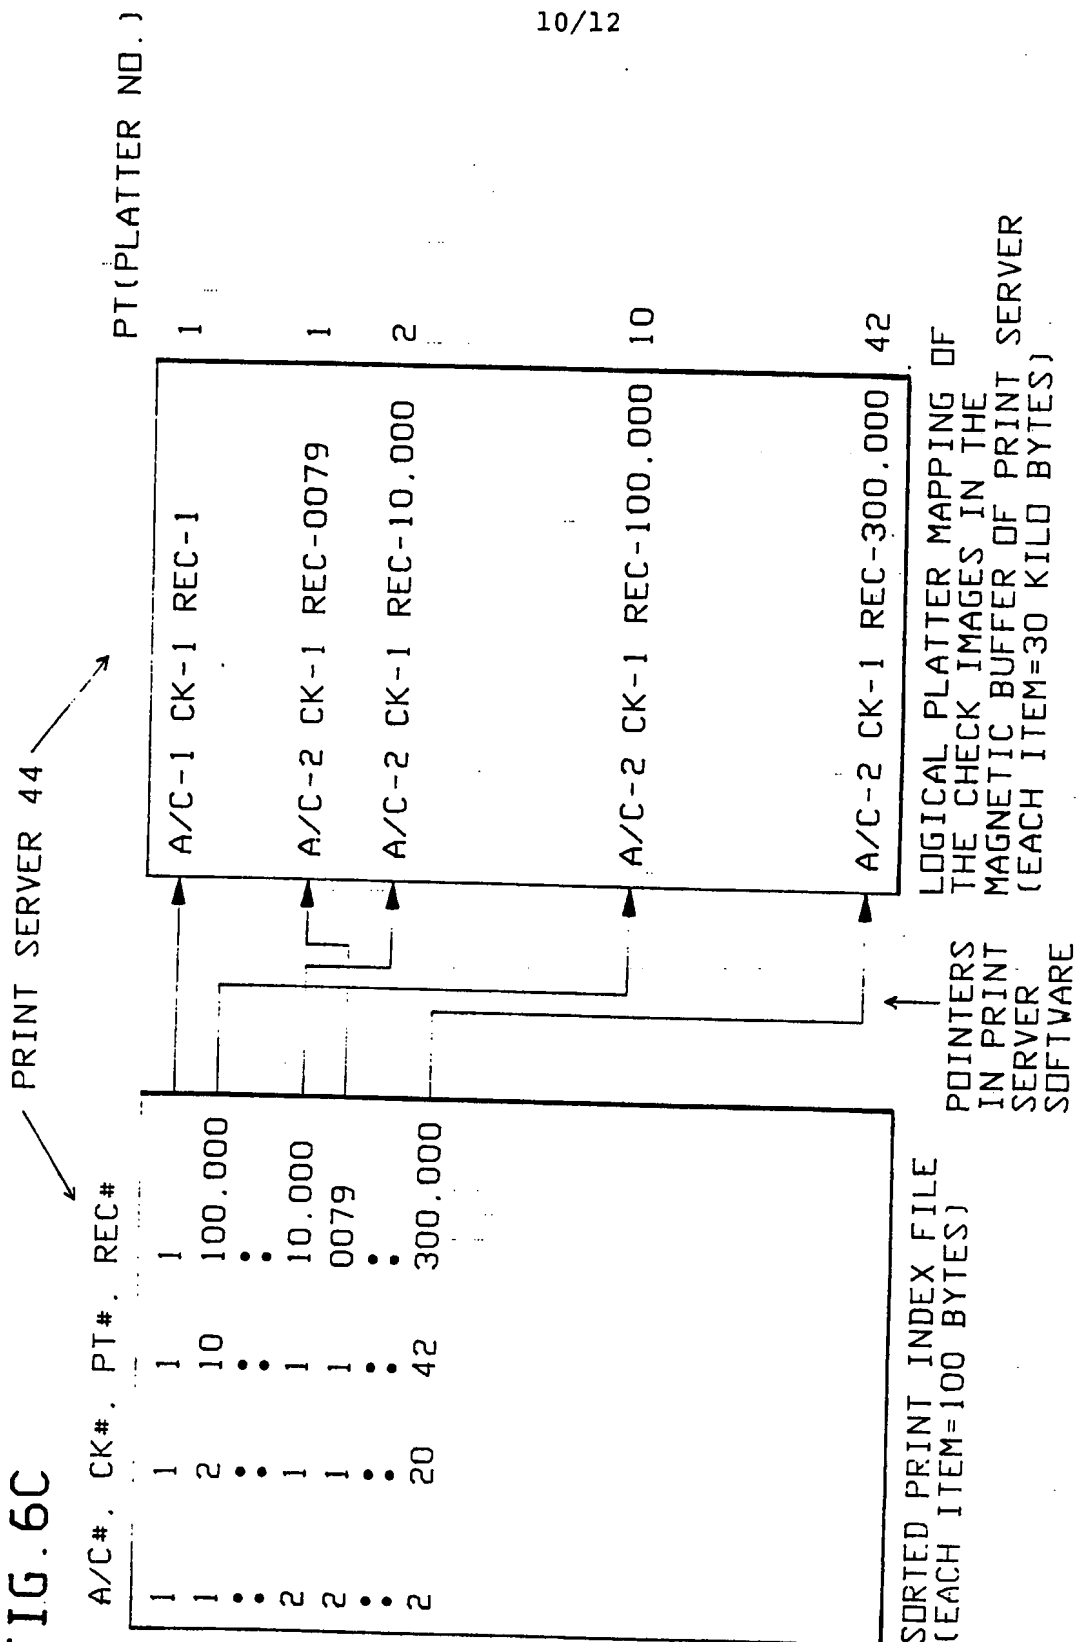 10/12
FIG.6C
PRINT SERVER 44
A/C#. CK#. PT#. REC#
1 1 1 1
1 2 10 100.000
2 1 1 10.000
2 1 1 0079
2 20 42 300.000
SORTED PRINT INDEX FILE
(EACH ITEM=100 BYTES)
POINTERS
IN PRINT
SERVER
SOFTWARE
PT(PLATTER NO.)
A/C-1 CK-1 REC-1 1
A/C-2 CK-1 REC-0079 1
A/C-2 CK-1 REC-10.000 2
A/C-2 CK-1 REC-100.000 10
A/C-2 CK-1 REC-300.000 42
LOGICAL PLATTER MAPPING OF
THE CHECK IMAGES IN THE
MAGNETIC BUFFER OF PRINT SERVER
(EACH ITEM=30 KILO BYTES)